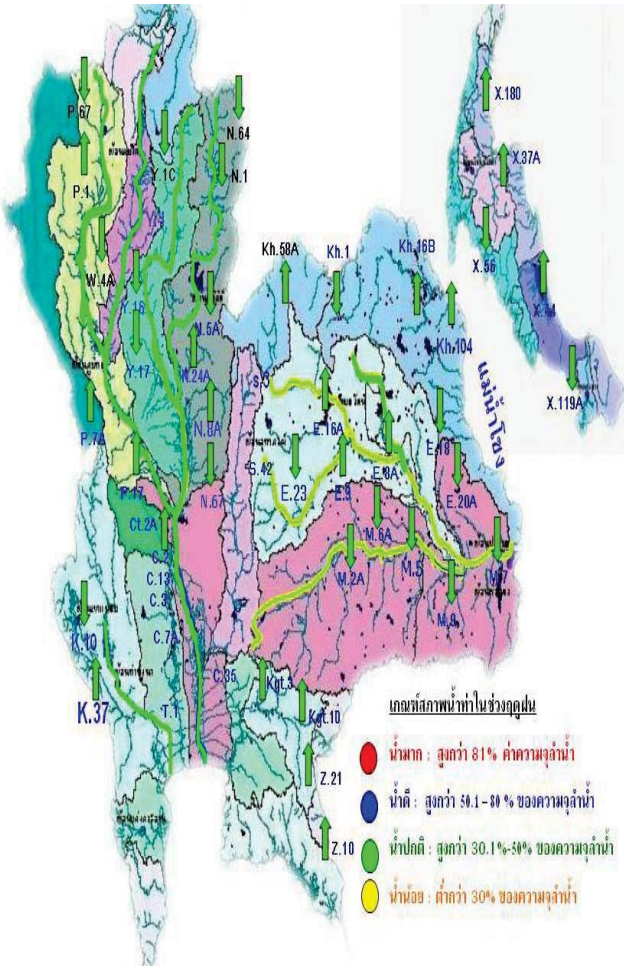 X.180
P.67
N.64
Y.1C
X.37A
N.1
P.1
Kh.58A
Kh.1
Kh.16B
X.56
W.4A
X.44
N.5A
Kh.104
แม่น้ำโขง
Y.17
N.24A
X.119A
P.7A
N.8A
E.16A
E.18
S.42
E.8A
P.17
N.67
E.23
E.9
E.20A
Ct.2A
M.6A
C.2
M.5
M.7
C.13
M.2A
C.3
M.9
K.10
C.7A
C.35
Kgt.3
K.37
T.1
Kgt.10
เกณฑ์สภาพน้ำท่าในช่วงฤดูฝน
น้ำมาก : สูงกว่า 81% ค่าความจุลำน้ำ
Z.21
น้ำดี : สูงกว่า 50.1 - 80 % ของความจุลำน้ำ
น้ำปกติ : สูงกว่า 30.1%-50% ของความจุลำน้ำ
Z.10
น้ำน้อย : ต่ำกว่า 30% ของความจุลำน้ำ